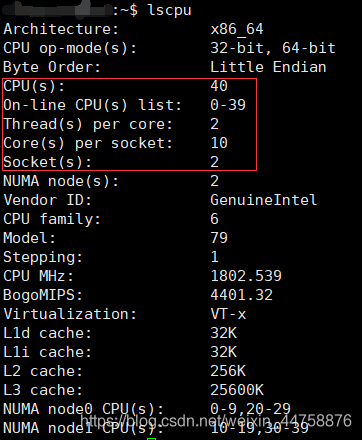 :~$ lscpu
Architecture: x86_64
CPU op-mode(s): 32-bit, 64-bit
Byte Order: Little Endian
CPU(s): 40
On-line CPU(s) list: 0-39
Thread(s) per core: 2
Core(s) per socket: 10
Socket(s): 2
NUMA node(s): 2
Vendor ID: GenuineIntel
CPU family: 6
Model: 79
Stepping: 1
CPU MHz: 1802.539
BogoMIPS: 4401.32
Virtualization: VT-x
L1d cache: 32K
L1i cache: 32K
L2 cache: 256K
L3 cache: 25600K
NUMA node0 CPU(s): 0-9,20-29
https://blog.csdn.net/weixin_44758876
NUMA node1 CPU(s): 10-19,30-39